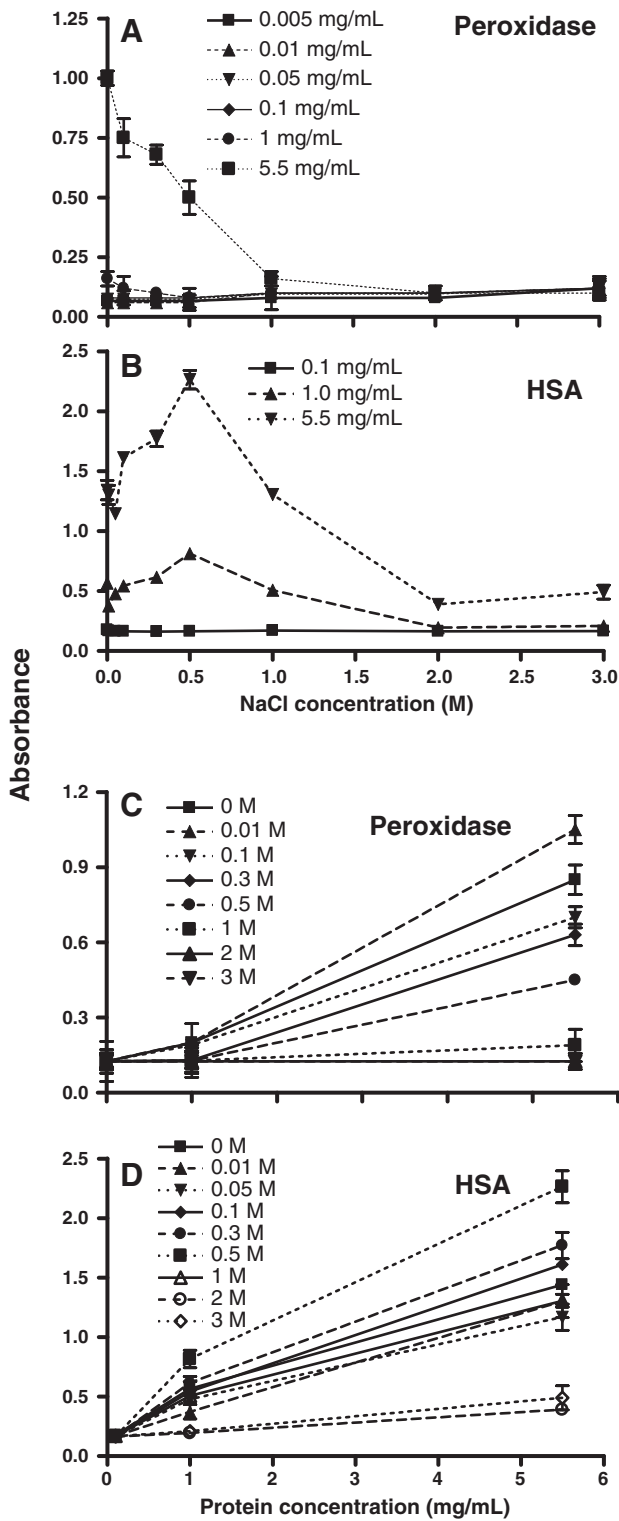 A
Peroxidase
0.005 mg/mL
0.01 mg/mL
0.05 mg/mL
0.1 mg/mL
1 mg/mL
5.5 mg/mL
1.25
1.00
0.75
0.50
0.25
0.00
B
HSA
0.1 mg/mL
1.0 mg/mL
5.5 mg/mL
2.5
2.0
1.5
1.0
0.5
0.0
0.0 0.5 1.0 1.5 2.0 2.5 3.0
NaCl concentration (M)
Absorbance
C
Peroxidase
0 M
0.01 M
0.1 M
0.3 M
0.5 M
1 M
2 M
3 M
1.2
0.9
0.6
0.3
0.0
D
HSA
0 M
0.01 M
0.05 M
0.1 M
0.3 M
0.5 M
1 M
2 M
3 M
2.5
2.0
1.5
1.0
0.5
0.0
0 1 2 3 4 5 6
Protein concentration (mg/mL)